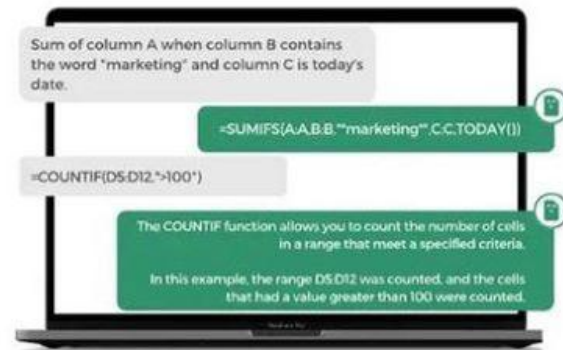 Sum of column A when column B contains
the word "marketing" and column C is today's
date.
=SUMIFS(A:A,B:B,"*marketing*",C:C,TODAY())
=COUNTIF(D5:D12,">100")
The COUNTIF function allows you to count the number of cells
in a range that meet a specified criteria.
In this example, the range D5:D12 was counted, and the cells
that had a value greater than 100 were counted.